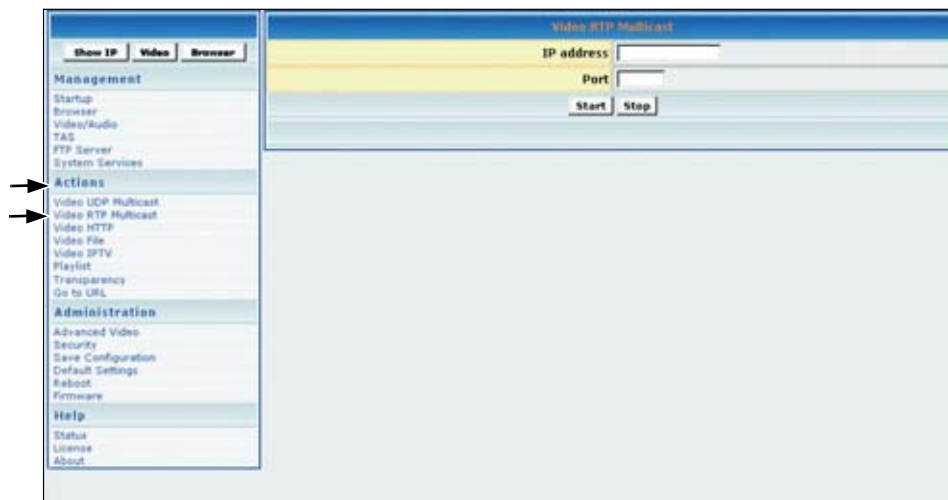 Show IP Video Browser
Management
Startup
Browser
Video/Audio
TAS
FTP Server
System Services
Actions
Video UDP Multicast
Video RTP Multicast
Video HTTP
Video File
Video IPTV
Playlist
Transparency
Go to URL
Administration
Advanced Video
Security
Save Configuration
Default Settings
Reboot
Firmware
Help
Status
License
About
Video RTP Multicast
IP address
Port
Start Stop